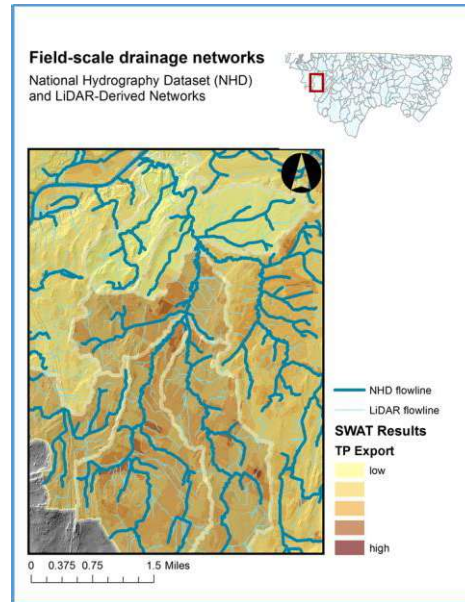 Field-scale drainage networks
National Hydrography Dataset (NHD)
and LiDAR-Derived Networks
NHD flowline
LiDAR flowline
SWAT Results
TP Export
low
high
0 0.375 0.75 1.5 Miles